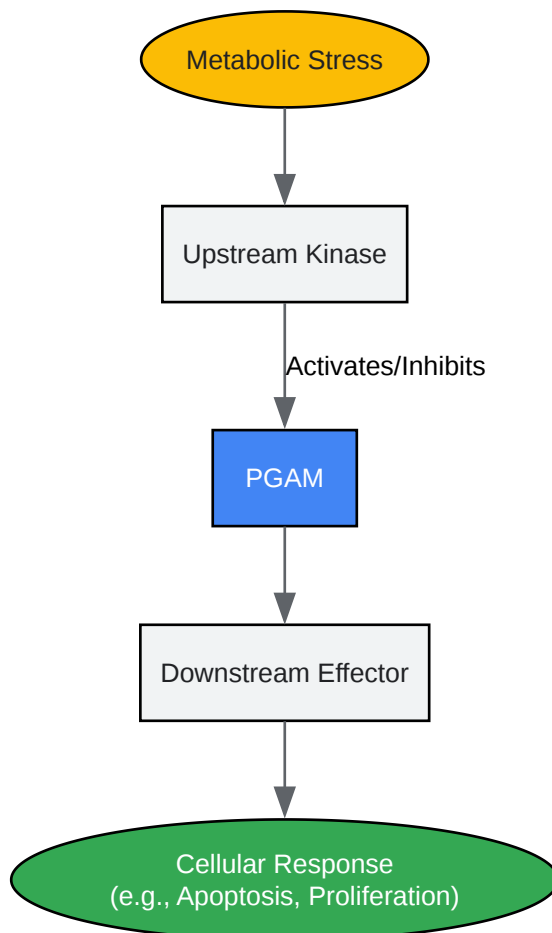 Metabolic Stress
Upstream Kinase
Activates/Inhibits
PGAM
Downstream Effector
Cellular Response
(e.g., Apoptosis, Proliferation)